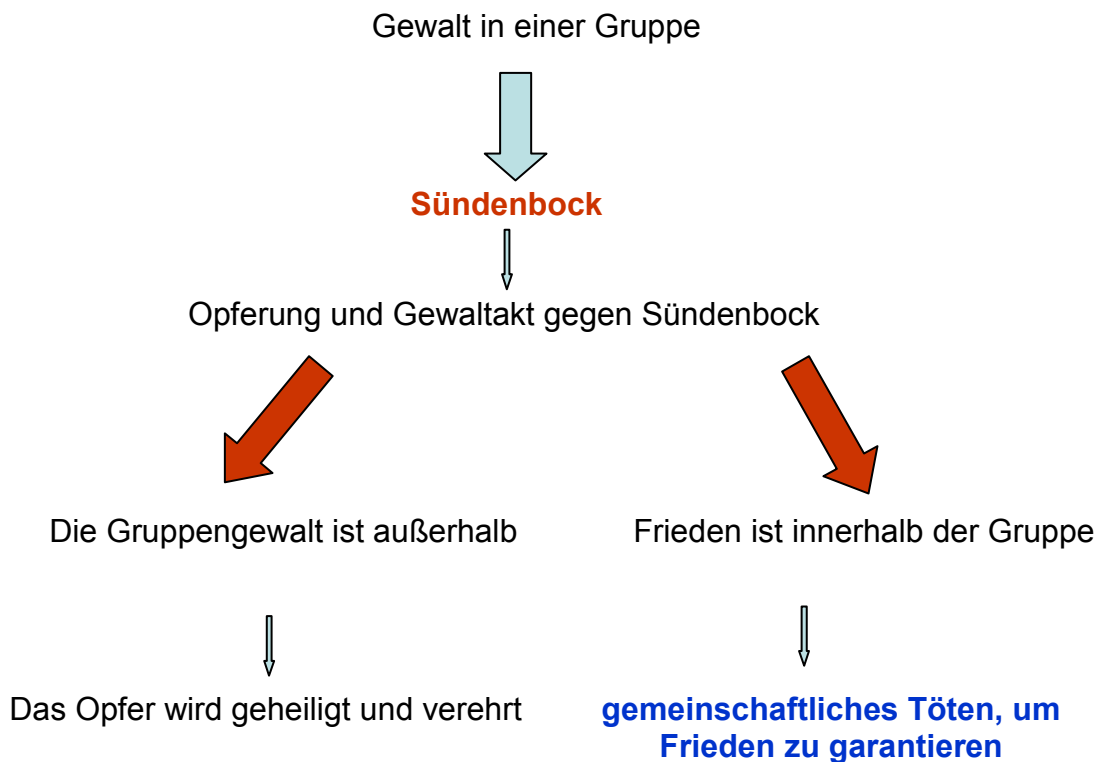 Gewalt in einer Gruppe
Sündenbock
Opferung und Gewaltakt gegen Sündenbock
Die Gruppengewalt ist außerhalb
Frieden ist innerhalb der Gruppe
Das Opfer wird geheiligt und verehrt
gemeinschaftliches Töten, um
Frieden zu garantieren